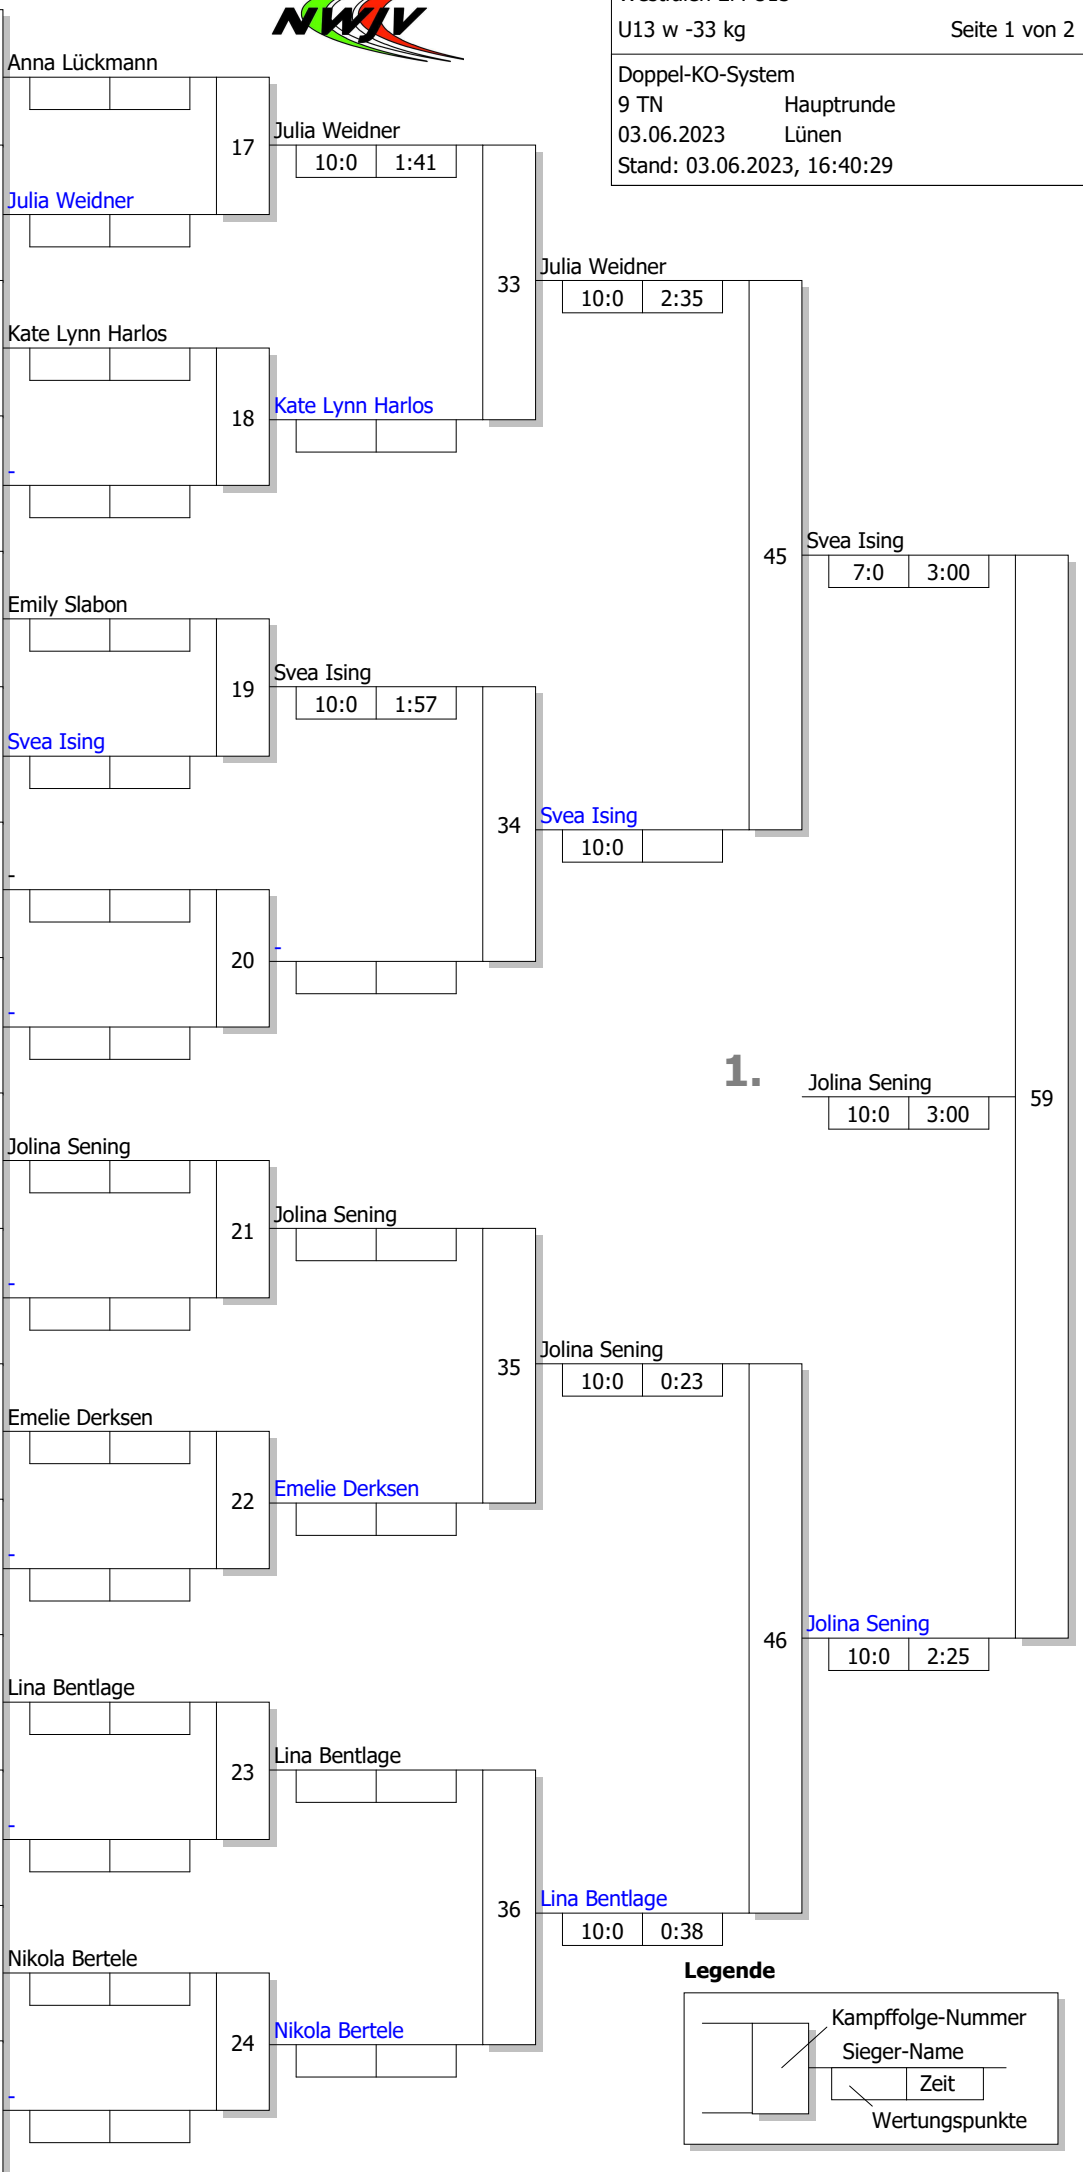 NWJV
U13 w -33 kg Seite 1 von 2
Doppel-KO-System
9 TN Hauptrunde
03.06.2023 Lünen
Stand: 03.06.2023, 16:40:29
Anna Lückmann
17
Julia Weidner
10:0 1:41
Julia Weidner
33
Julia Weidner
10:0 2:35
Kate Lynn Harlos
18
Kate Lynn Harlos
-
45
Svea Ising
7:0 3:00
Emily Slabon
19
Svea Ising
10:0 1:57
Svea Ising
34
Svea Ising
10:0
-
20
-
-
1.
Jolina Sening
10:0 3:00
59
Jolina Sening
21
Jolina Sening
-
35
Jolina Sening
10:0 0:23
Emelie Derksen
22
Emelie Derksen
-
46
Jolina Sening
10:0 2:25
Lina Bentlage
23
Lina Bentlage
-
36
Lina Bentlage
10:0 0:38
Nikola Bertele
24
Nikola Bertele
-
Legende
Kampffolge-Nummer
Sieger-Name
Zeit
Wertungspunkte